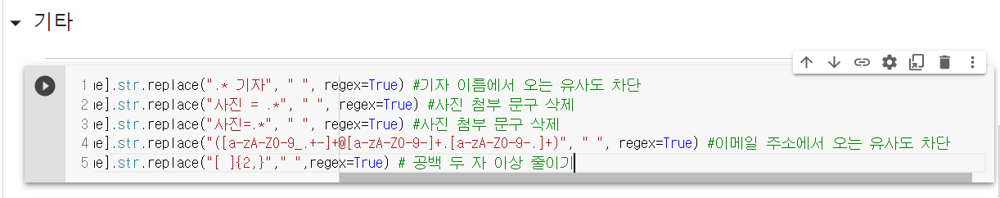 기타
1 e].str.replace(".* 기자", " ", regex=True) #기자 이름에서 오는 유사도 차단
2 e].str.replace("사진 = .*", " ", regex=True) #사진 첨부 문구 삭제
3 e].str.replace("사진=.*", " ", regex=True) #사진 첨부 문구 삭제
4 e].str.replace("([a-zA-Z0-9_.+-]+@[a-zA-Z0-9-]+.[a-zA-Z0-9-.]+)", " ", regex=True) #이메일 주소에서 오는 유사도 차단
5 e].str.replace("[ ]{2,}"," ",regex=True) # 공백 두 자 이상 줄이기